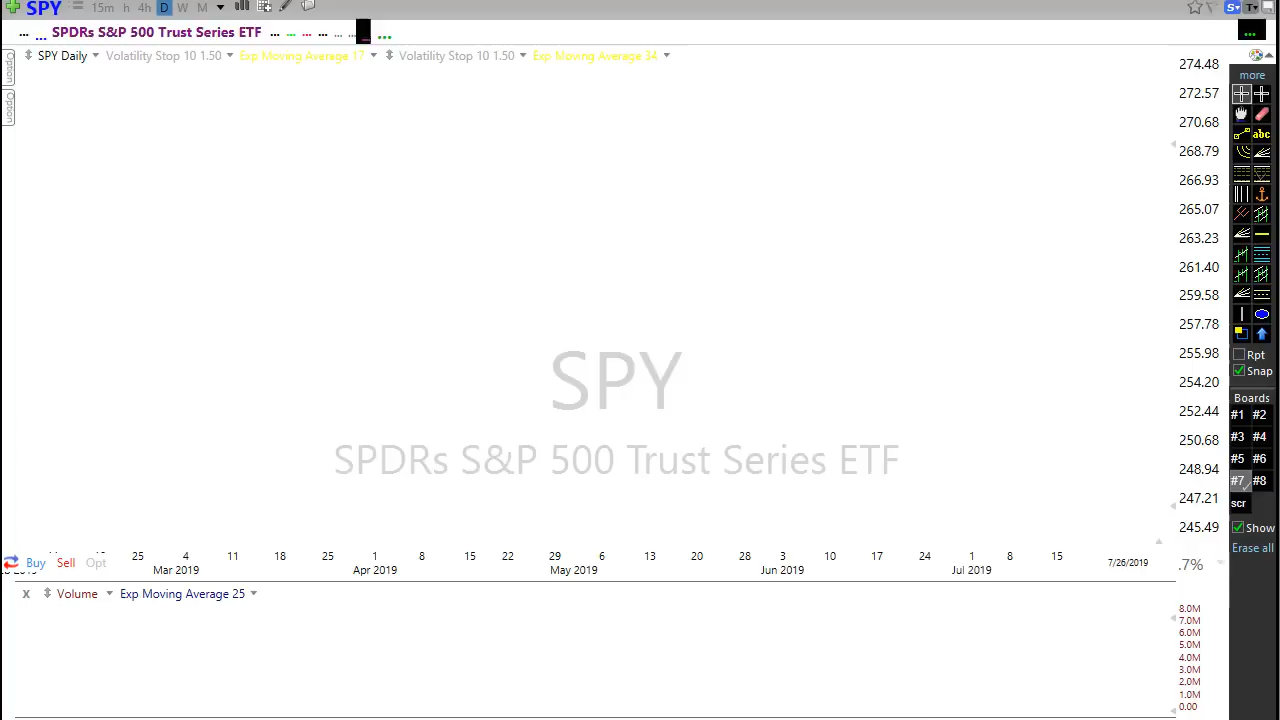 SPY 15m h 4h D W M S T
... ... SPDRs S&P 500 Trust Series ETF ... ... ... ... ... ... ... ...
SPY Daily Volatility Stop 10 1.50 Exp Moving Average 17 Volatility Stop 10 1.50 Exp Moving Average 34
Option
Option
274.48
272.57
270.68
268.79
266.93
265.07
263.23
261.40
259.58
257.78
255.98
254.20
252.44
250.68
248.94
247.21
245.49
SPY
SPDRs S&P 500 Trust Series ETF
25 4 11 18 25 1 8 15 22 29 6 13 20 28 3 10 17 24 1 8 15
Buy Sell Opt
Mar 2019 Apr 2019 May 2019 Jun 2019 Jul 2019 7/26/2019
.7%
x Volume Exp Moving Average 25
8.0M
7.0M
6.0M
5.0M
4.0M
3.0M
2.0M
1.0M
0.00
more
abc
Rpt
Snap
Boards
#1 #2
#3 #4
#5 #6
#7 #8
scr
Show
Erase all